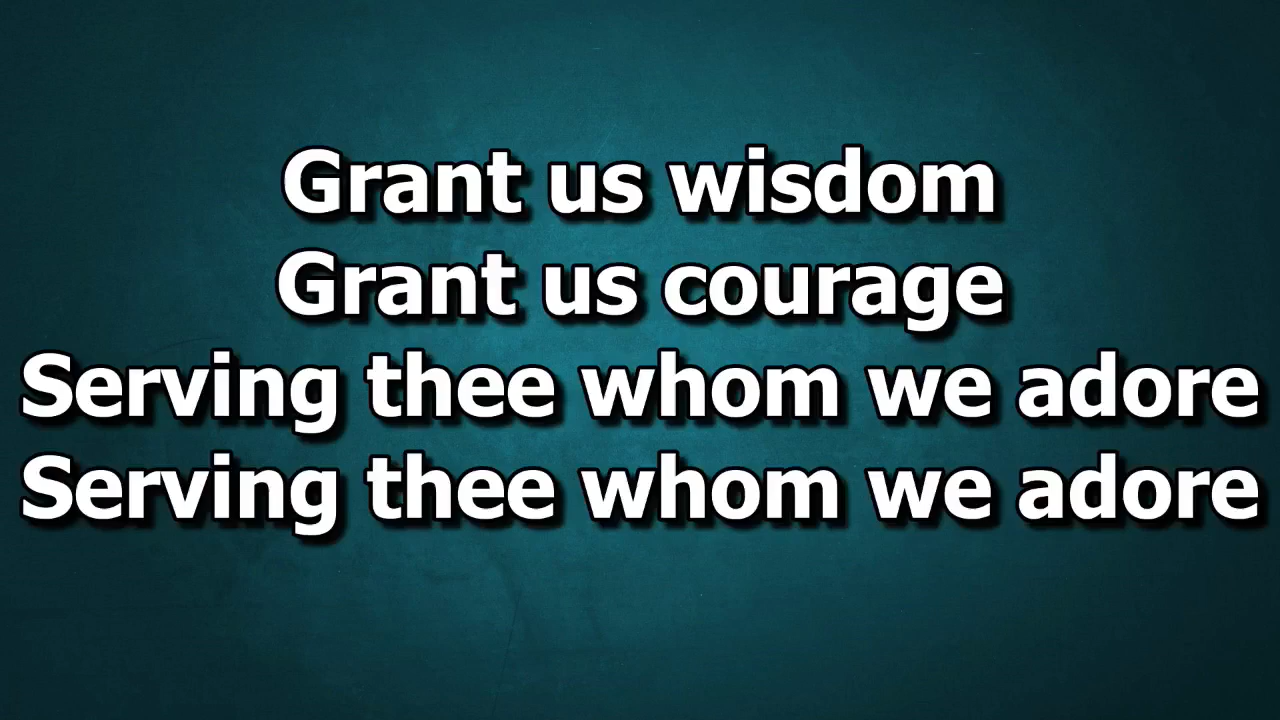 Grant us wisdom
Grant us courage
Serving thee whom we adore
Serving thee whom we adore